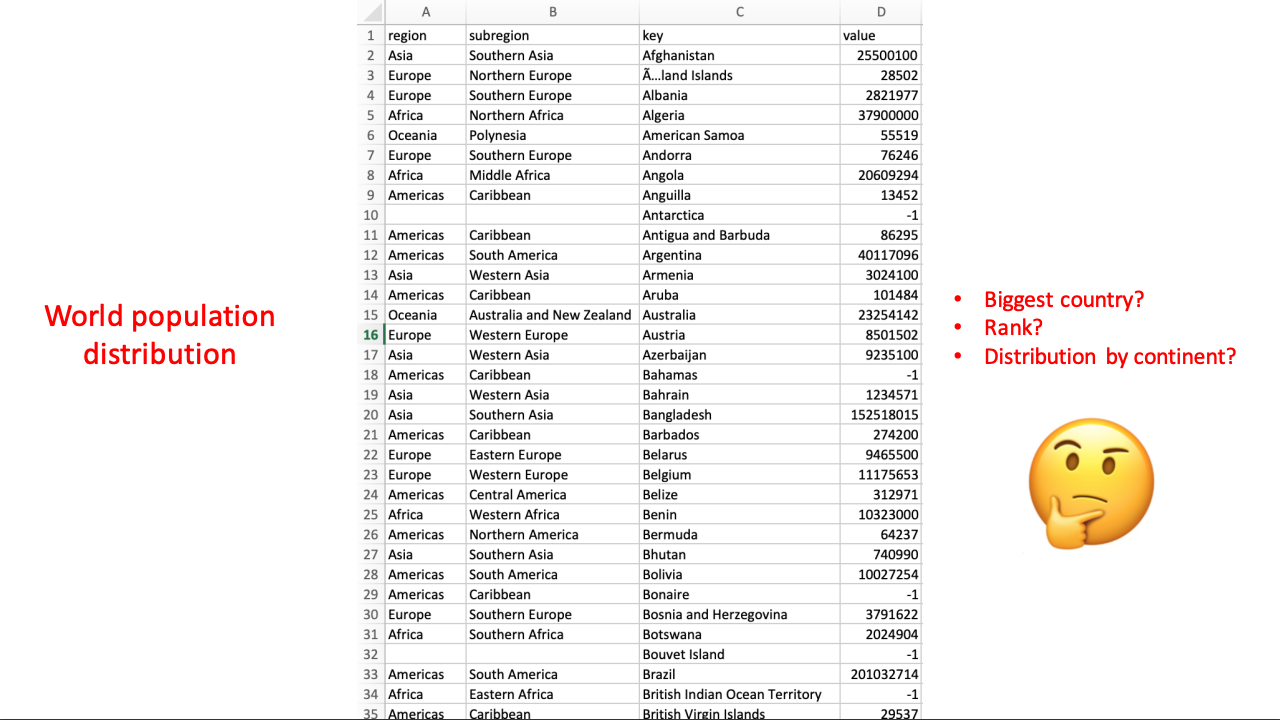 World population
distribution
A B C D
1 region subregion key value
2 Asia Southern Asia Afghanistan 25500100
3 Europe Northern Europe Ã…land Islands 28502
4 Europe Southern Europe Albania 2821977
5 Africa Northern Africa Algeria 37900000
6 Oceania Polynesia American Samoa 55519
7 Europe Southern Europe Andorra 76246
8 Africa Middle Africa Angola 20609294
9 Americas Caribbean Anguilla 13452
10 Antarctica -1
11 Americas Caribbean Antigua and Barbuda 86295
12 Americas South America Argentina 40117096
13 Asia Western Asia Armenia 3024100
14 Americas Caribbean Aruba 101484
15 Oceania Australia and New Zealand Australia 23254142
16 Europe Western Europe Austria 8501502
17 Asia Western Asia Azerbaijan 9235100
18 Americas Caribbean Bahamas -1
19 Asia Western Asia Bahrain 1234571
20 Asia Southern Asia Bangladesh 152518015
21 Americas Caribbean Barbados 274200
22 Europe Eastern Europe Belarus 9465500
23 Europe Western Europe Belgium 11175653
24 Americas Central America Belize 312971
25 Africa Western Africa Benin 10323000
26 Americas Northern America Bermuda 64237
27 Asia Southern Asia Bhutan 740990
28 Americas South America Bolivia 10027254
29 Americas Caribbean Bonaire -1
30 Europe Southern Europe Bosnia and Herzegovina 3791622
31 Africa Southern Africa Botswana 2024904
32 Bouvet Island -1
33 Americas South America Brazil 201032714
34 Africa Eastern Africa British Indian Ocean Territory -1
35 Americas Caribbean British Virgin Islands 29537
• Biggest country?
• Rank?
• Distribution by continent?